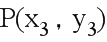 P(x₃, y₃)